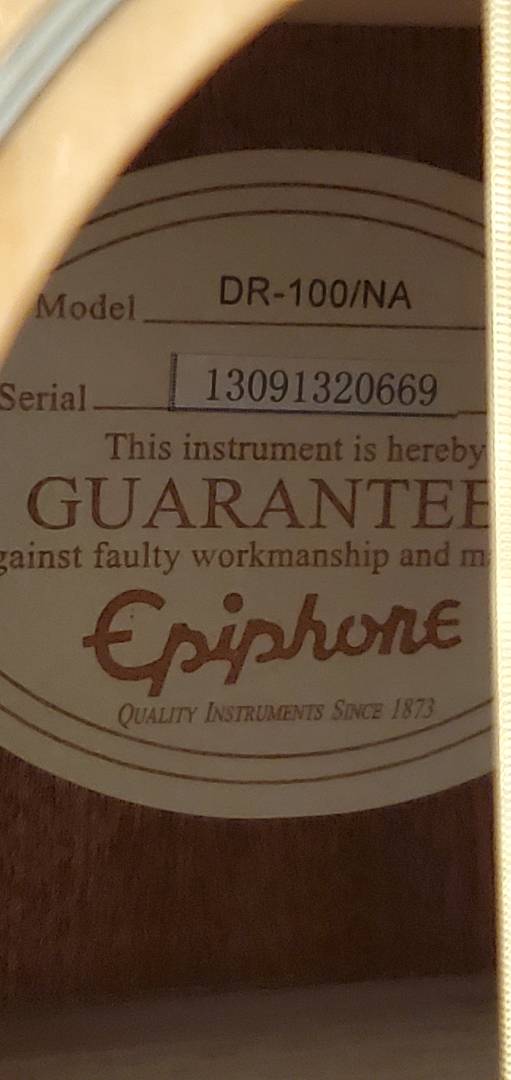 Model DR-100/NA
Serial 13091320669
This instrument is hereby
GUARANTEE
gainst faulty workmanship and m
Epiphone
QUALITY INSTRUMENTS SINCE 1873